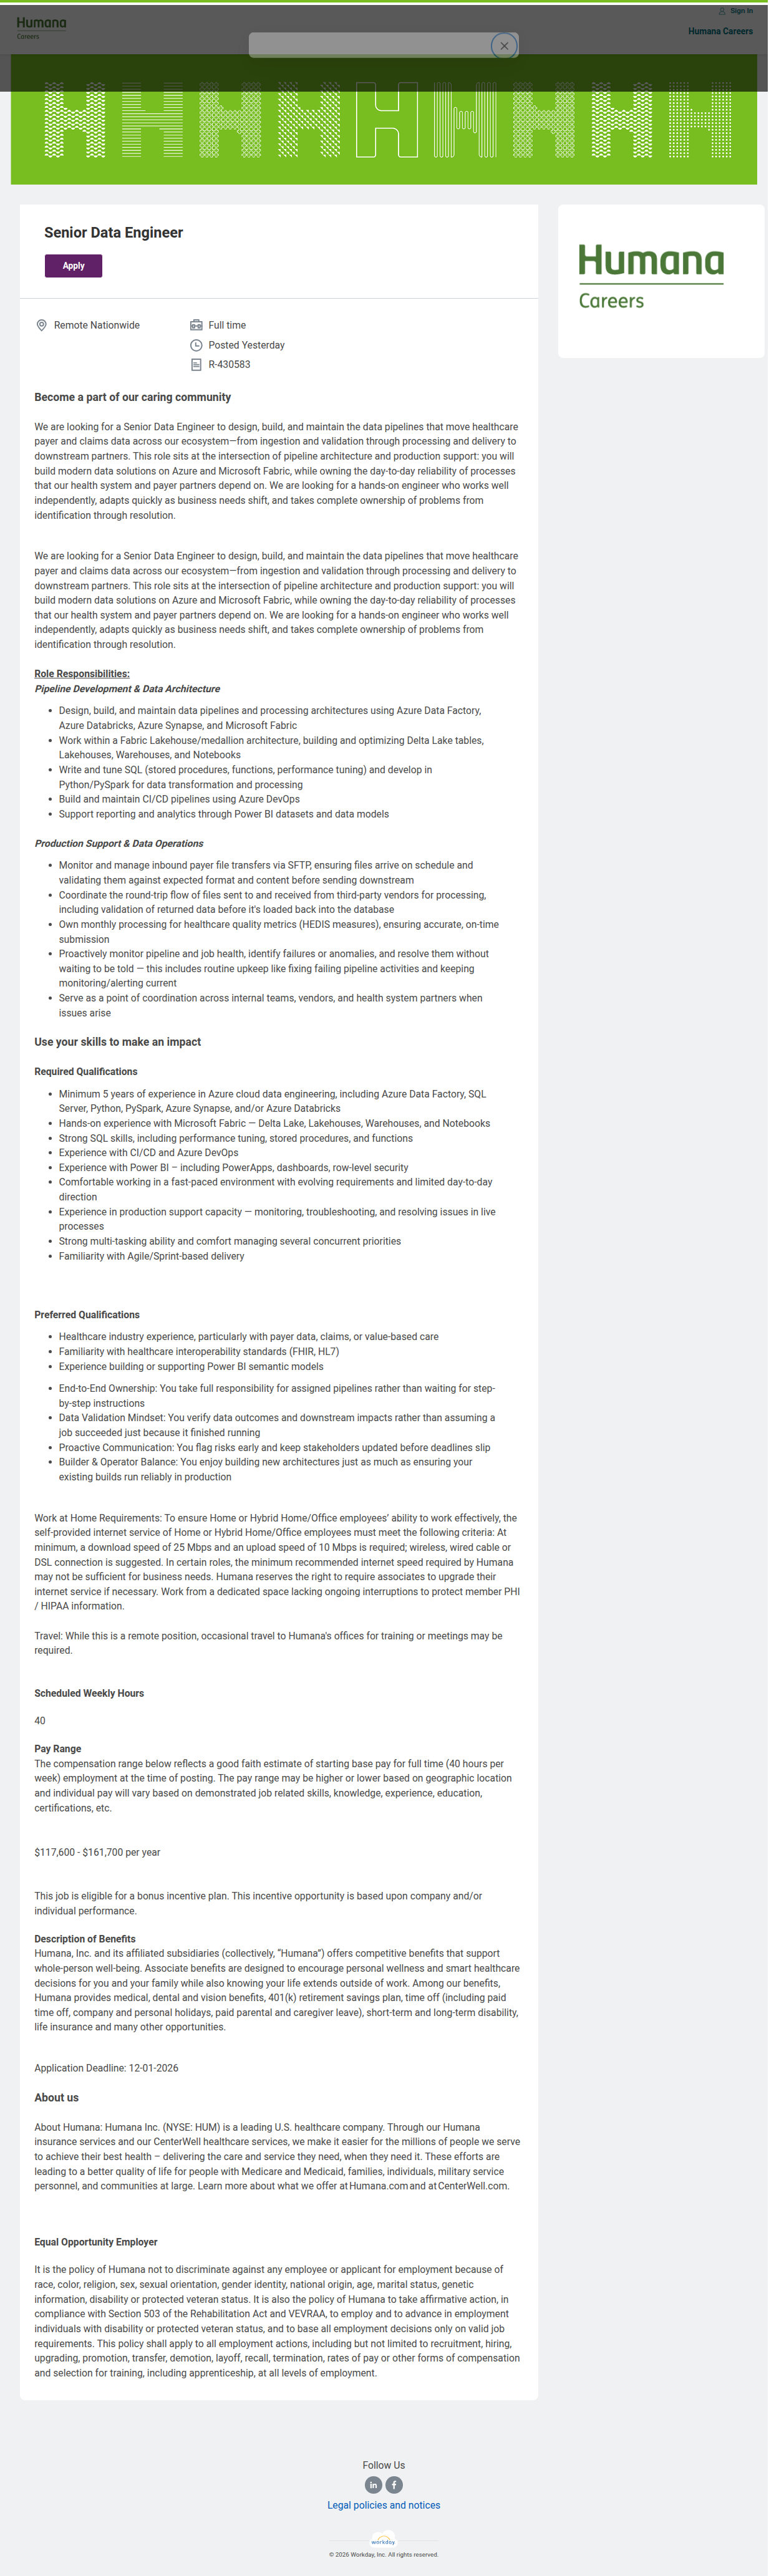 Humana
Careers
Sign In
Humana Careers
Senior Data Engineer
Apply
Humana
Careers
Remote Nationwide
Full time
Posted Yesterday
R-430583
Become a part of our caring community
We are looking for a Senior Data Engineer to design, build, and maintain the data pipelines that move healthcare
payer and claims data across our ecosystem—from ingestion and validation through processing and delivery to
downstream partners. This role sits at the intersection of pipeline architecture and production support: you will
build modern data solutions on Azure and Microsoft Fabric, while owning the day-to-day reliability of processes
that our health system and payer partners depend on. We are looking for a hands-on engineer who works well
independently, adapts quickly as business needs shift, and takes complete ownership of problems from
identification through resolution.
We are looking for a Senior Data Engineer to design, build, and maintain the data pipelines that move healthcare
payer and claims data across our ecosystem—from ingestion and validation through processing and delivery to
downstream partners. This role sits at the intersection of pipeline architecture and production support: you will
build modern data solutions on Azure and Microsoft Fabric, while owning the day-to-day reliability of processes
that our health system and payer partners depend on. We are looking for a hands-on engineer who works well
independently, adapts quickly as business needs shift, and takes complete ownership of problems from
identification through resolution.
Role Responsibilities:
Pipeline Development & Data Architecture
• Design, build, and maintain data pipelines and processing architectures using Azure Data Factory,
Azure Databricks, Azure Synapse, and Microsoft Fabric
• Work within a Fabric Lakehouse/medallion architecture, building and optimizing Delta Lake tables,
Lakehouses, Warehouses, and Notebooks
• Write and tune SQL (stored procedures, functions, performance tuning) and develop in
Python/PySpark for data transformation and processing
• Build and maintain CI/CD pipelines using Azure DevOps
• Support reporting and analytics through Power BI datasets and data models
Production Support & Data Operations
• Monitor and manage inbound payer file transfers via SFTP, ensuring files arrive on schedule and
validating them against expected format and content before sending downstream
• Coordinate the round-trip flow of files sent to and received from third-party vendors for processing,
including validation of returned data before it's loaded back into the database
• Own monthly processing for healthcare quality metrics (HEDIS measures), ensuring accurate, on-time
submission
• Proactively monitor pipeline and job health, identify failures or anomalies, and resolve them without
waiting to be told — this includes routine upkeep like fixing failing pipeline activities and keeping
monitoring/alerting current
• Serve as a point of coordination across internal teams, vendors, and health system partners when
issues arise
Use your skills to make an impact
Required Qualifications
• Minimum 5 years of experience in Azure cloud data engineering, including Azure Data Factory, SQL
Server, Python, PySpark, Azure Synapse, and/or Azure Databricks
• Hands-on experience with Microsoft Fabric — Delta Lake, Lakehouses, Warehouses, and Notebooks
• Strong SQL skills, including performance tuning, stored procedures, and functions
• Experience with CI/CD and Azure DevOps
• Experience with Power BI – including PowerApps, dashboards, row-level security
• Comfortable working in a fast-paced environment with evolving requirements and limited day-to-day
direction
• Experience in production support capacity — monitoring, troubleshooting, and resolving issues in live
processes
• Strong multi-tasking ability and comfort managing several concurrent priorities
• Familiarity with Agile/Sprint-based delivery
Preferred Qualifications
• Healthcare industry experience, particularly with payer data, claims, or value-based care
• Familiarity with healthcare interoperability standards (FHIR, HL7)
• Experience building or supporting Power BI semantic models
• End-to-End Ownership: You take full responsibility for assigned pipelines rather than waiting for step-
by-step instructions
• Data Validation Mindset: You verify data outcomes and downstream impacts rather than assuming a
job succeeded just because it finished running
• Proactive Communication: You flag risks early and keep stakeholders updated before deadlines slip
• Builder & Operator Balance: You enjoy building new architectures just as much as ensuring your
existing builds run reliably in production
Work at Home Requirements: To ensure Home or Hybrid Home/Office employees' ability to work effectively, the
self-provided internet service of Home or Hybrid Home/Office employees must meet the following criteria: At
minimum, a download speed of 25 Mbps and an upload speed of 10 Mbps is required; wireless, wired cable or
DSL connection is suggested. In certain roles, the minimum recommended internet speed required by Humana
may not be sufficient for business needs. Humana reserves the right to require associates to upgrade their
internet service if necessary. Work from a dedicated space lacking ongoing interruptions to protect member PHI
/ HIPAA information.
Travel: While this is a remote position, occasional travel to Humana's offices for training or meetings may be
required.
Scheduled Weekly Hours
40
Pay Range
The compensation range below reflects a good faith estimate of starting base pay for full time (40 hours per
week) employment at the time of posting. The pay range may be higher or lower based on geographic location
and individual pay will vary based on demonstrated job related skills, knowledge, experience, education,
certifications, etc.
$117,600 - $161,700 per year
This job is eligible for a bonus incentive plan. This incentive opportunity is based upon company and/or
individual performance.
Description of Benefits
Humana, Inc. and its affiliated subsidiaries (collectively, “Humana”) offers competitive benefits that support
whole-person well-being. Associate benefits are designed to encourage personal wellness and smart healthcare
decisions for you and your family while also knowing your life extends outside of work. Among our benefits,
Humana provides medical, dental and vision benefits, 401(k) retirement savings plan, time off (including paid
time off, company and personal holidays, paid parental and caregiver leave), short-term and long-term disability,
life insurance and many other opportunities.
Application Deadline: 12-01-2026
About us
About Humana: Humana Inc. (NYSE: HUM) is a leading U.S. healthcare company. Through our Humana
insurance services and our CenterWell healthcare services, we make it easier for the millions of people we serve
to achieve their best health – delivering the care and service they need, when they need it. These efforts are
leading to a better quality of life for people with Medicare and Medicaid, families, individuals, military service
personnel, and communities at large. Learn more about what we offer at Humana.com and at CenterWell.com.
Equal Opportunity Employer
It is the policy of Humana not to discriminate against any employee or applicant for employment because of
race, color, religion, sex, sexual orientation, gender identity, national origin, age, marital status, genetic
information, disability or protected veteran status. It is also the policy of Humana to take affirmative action, in
compliance with Section 503 of the Rehabilitation Act and VEVRAA, to employ and to advance in employment
individuals with disability or protected veteran status, and to base all employment decisions only on valid job
requirements. This policy shall apply to all employment actions, including but not limited to recruitment, hiring,
upgrading, promotion, transfer, demotion, layoff, recall, termination, rates of pay or other forms of compensation
and selection for training, including apprenticeship, at all levels of employment.
Follow Us
Legal policies and notices
workday
© 2026 Workday, Inc. All rights reserved.